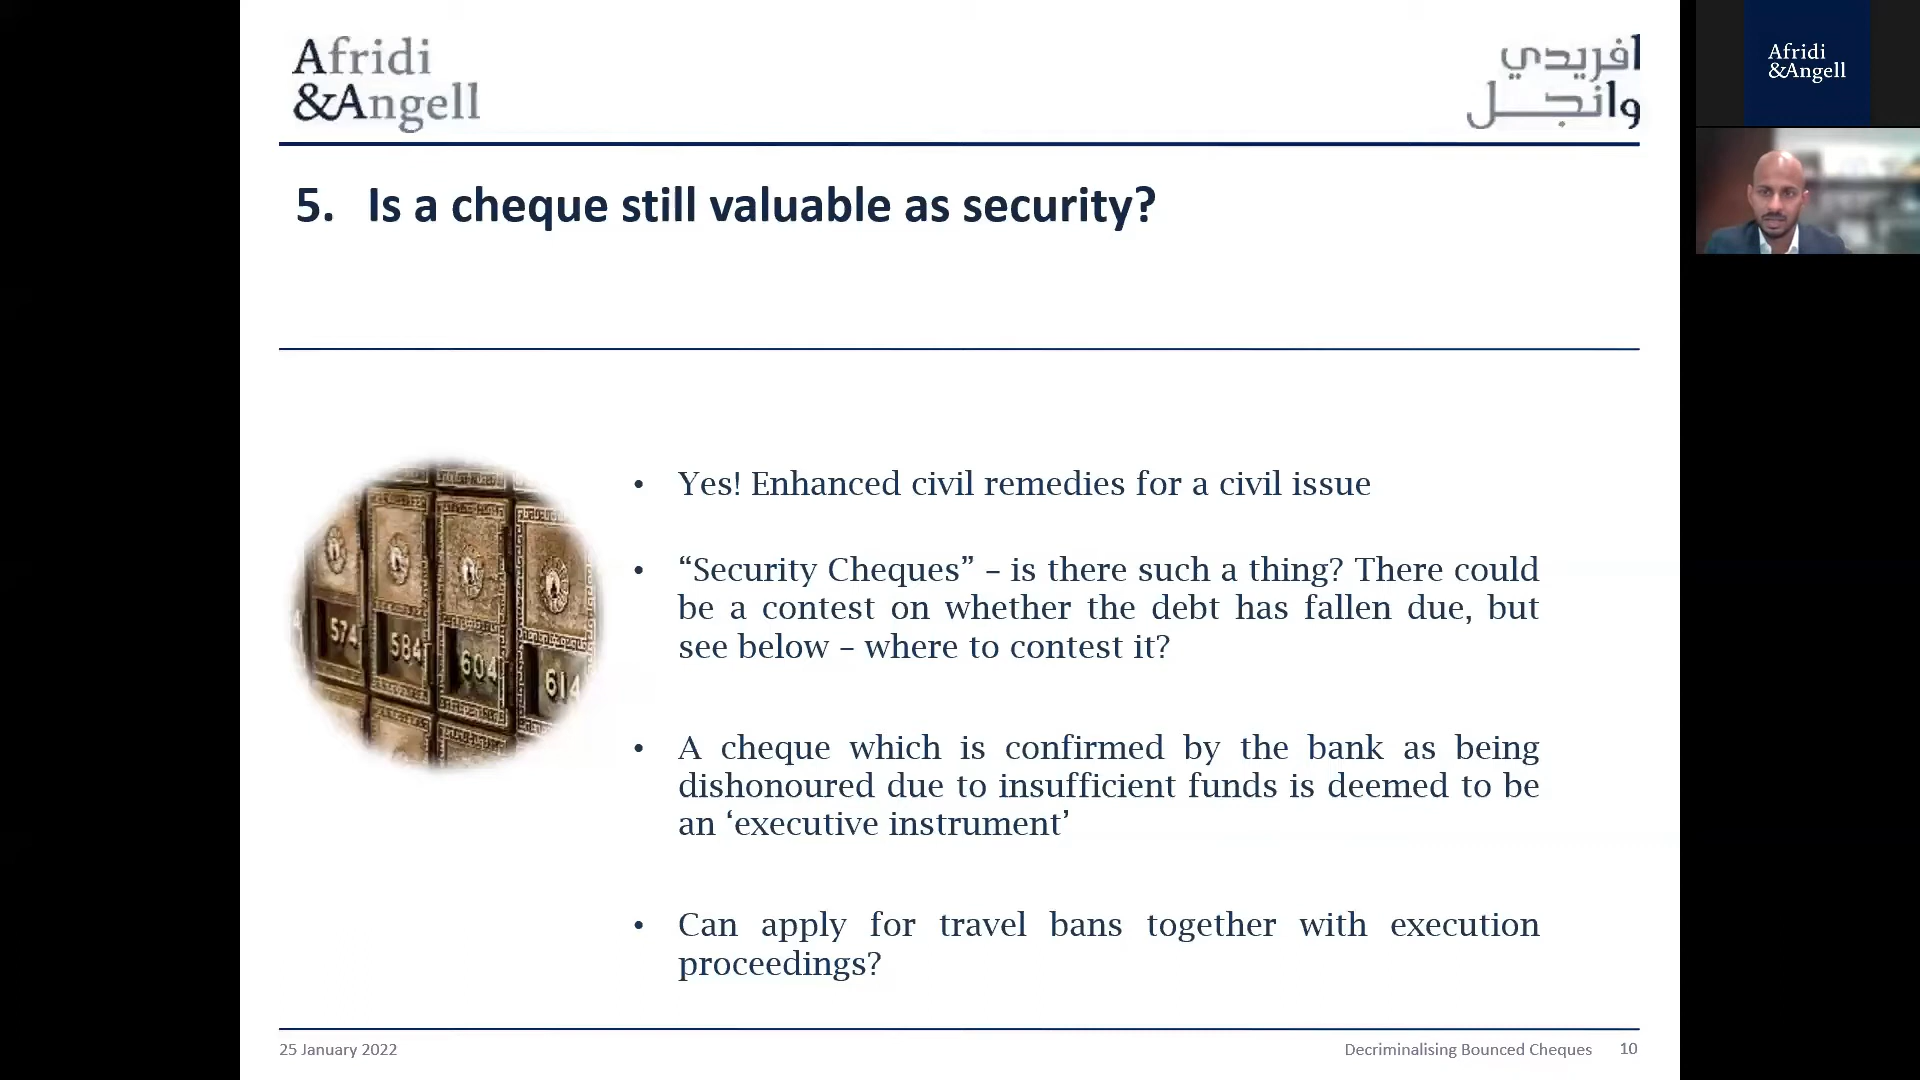 Afridi
&Angell
افريدي
وانجل
Afridi
&Angell
5. Is a cheque still valuable as security?
• Yes! Enhanced civil remedies for a civil issue
• “Security Cheques” – is there such a thing? There could
be a contest on whether the debt has fallen due, but
see below – where to contest it?
• A cheque which is confirmed by the bank as being
dishonoured due to insufficient funds is deemed to be
an ‘executive instrument’
• Can apply for travel bans together with execution
proceedings?
574
584
604
614
25 January 2022
Decriminalising Bounced Cheques 10